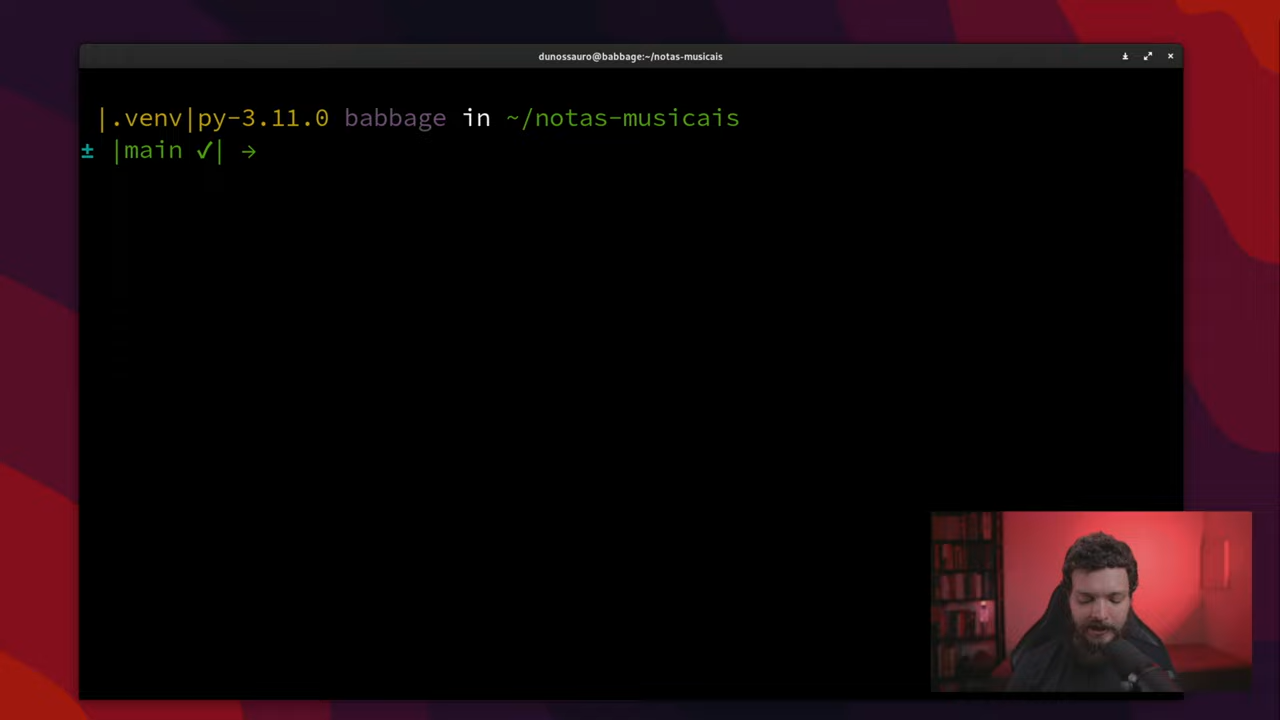 dunossauro@babbage:~/notas-musicais
|.venv|py-3.11.0 babbage in ~/notas-musicais
± |main ✓| →